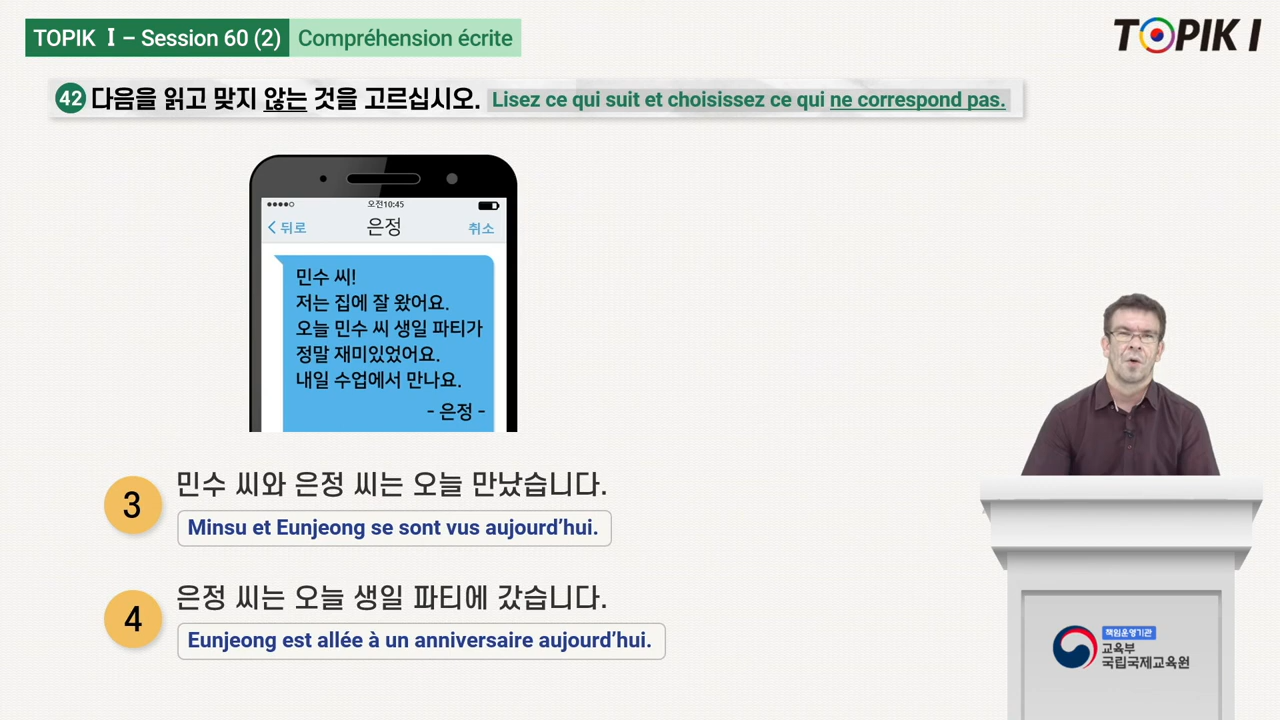 TOPIK Ⅰ – Session 60 (2) Compréhension écrite
TOPIK I
42 다음을 읽고 맞지 않는 것을 고르십시오. Lisez ce qui suit et choisissez ce qui ne correspond pas.
오전10:45
뒤로 은정 취소
민수 씨!
저는 집에 잘 왔어요.
오늘 민수 씨 생일 파티가
정말 재미있었어요.
내일 수업에서 만나요.
- 은정 -
3 민수 씨와 은정 씨는 오늘 만났습니다.
Minsu et Eunjeong se sont vus aujourd’hui.
4 은정 씨는 오늘 생일 파티에 갔습니다.
Eunjeong est allée à un anniversaire aujourd’hui.
책임운영기관
교육부
국립국제교육원